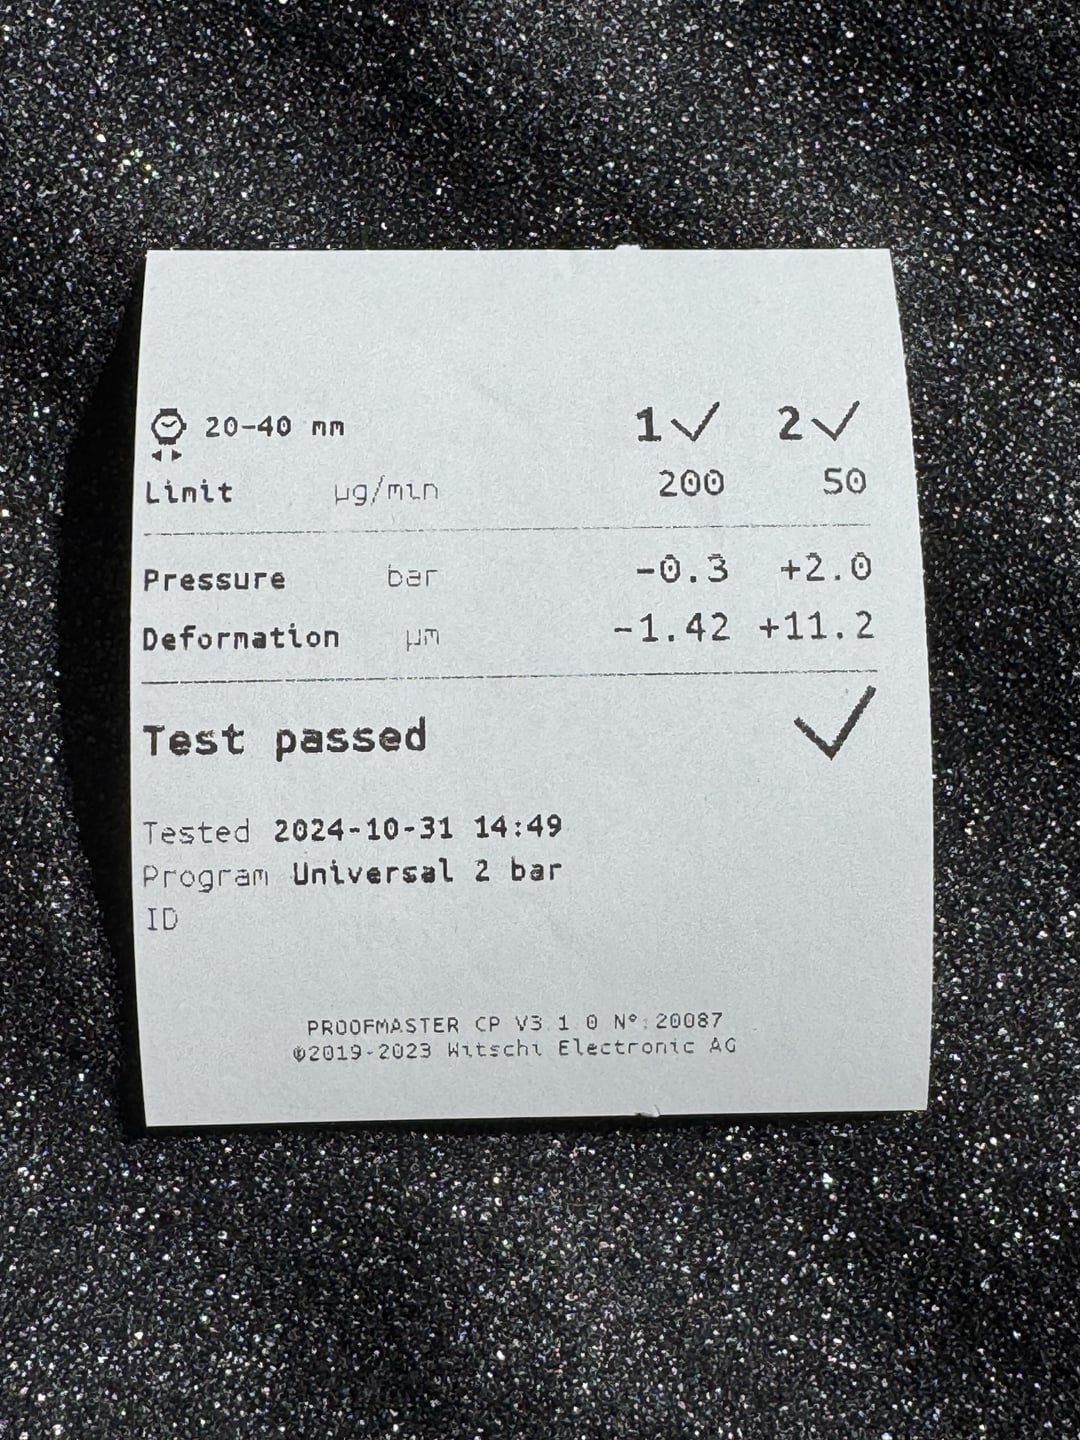 20-40 mm 1✓ 2✓
Limit µg/min 200 50
Pressure bar -0.3 +2.0
Deformation µm -1.42 +11.2
Test passed ✓
Tested 2024-10-31 14:49
Program Universal 2 bar
ID
PROOFMASTER CP V3.1.0 N°:20087
©2019-2023 Witschi Electronic AG